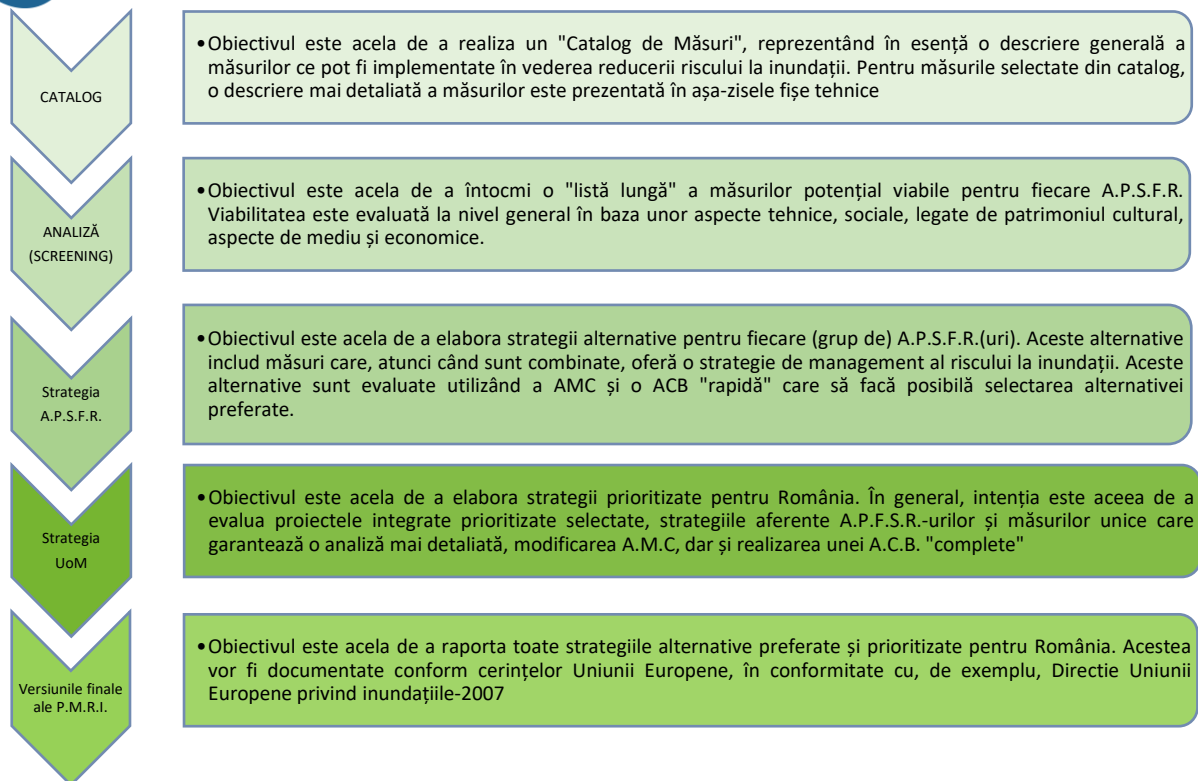 CATALOG
•Obiectivul este acela de a realiza un "Catalog de Măsuri", reprezentând în esență o descriere generală a
măsurilor ce pot fi implementate în vederea reducerii riscului la inundații. Pentru măsurile selectate din catalog,
o descriere mai detaliată a măsurilor este prezentată în așa-zisele fișe tehnice
ANALIZĂ
(SCREENING)
•Obiectivul este acela de a întocmi o "listă lungă" a măsurilor potențial viabile pentru fiecare A.P.S.F.R.
Viabilitatea este evaluată la nivel general în baza unor aspecte tehnice, sociale, legate de patrimoniul cultural,
aspecte de mediu și economice.
Strategia
A.P.S.F.R.
•Obiectivul este acela de a elabora strategii alternative pentru fiecare (grup de) A.P.S.F.R.(uri). Aceste alternative
includ măsuri care, atunci când sunt combinate, oferă o strategie de management al riscului la inundații. Aceste
alternative sunt evaluate utilizând a AMC și o ACB "rapidă" care să facă posibilă selectarea alternativei
preferate.
Strategia
UoM
•Obiectivul este acela de a elabora strategii prioritizate pentru România. În general, intenția este aceea de a
evalua proiectele integrate prioritizate selectate, strategiile aferente A.P.F.S.R.-urilor și măsurilor unice care
garantează o analiză mai detaliată, modificarea A.M.C, dar și realizarea unei A.C.B. "complete"
Versiunile finale
ale P.M.R.I.
•Obiectivul este acela de a raporta toate strategiile alternative preferate și prioritizate pentru România. Acestea
vor fi documentate conform cerințelor Uniunii Europene, în conformitate cu, de exemplu, Directie Uniunii
Europene privind inundațiile-2007